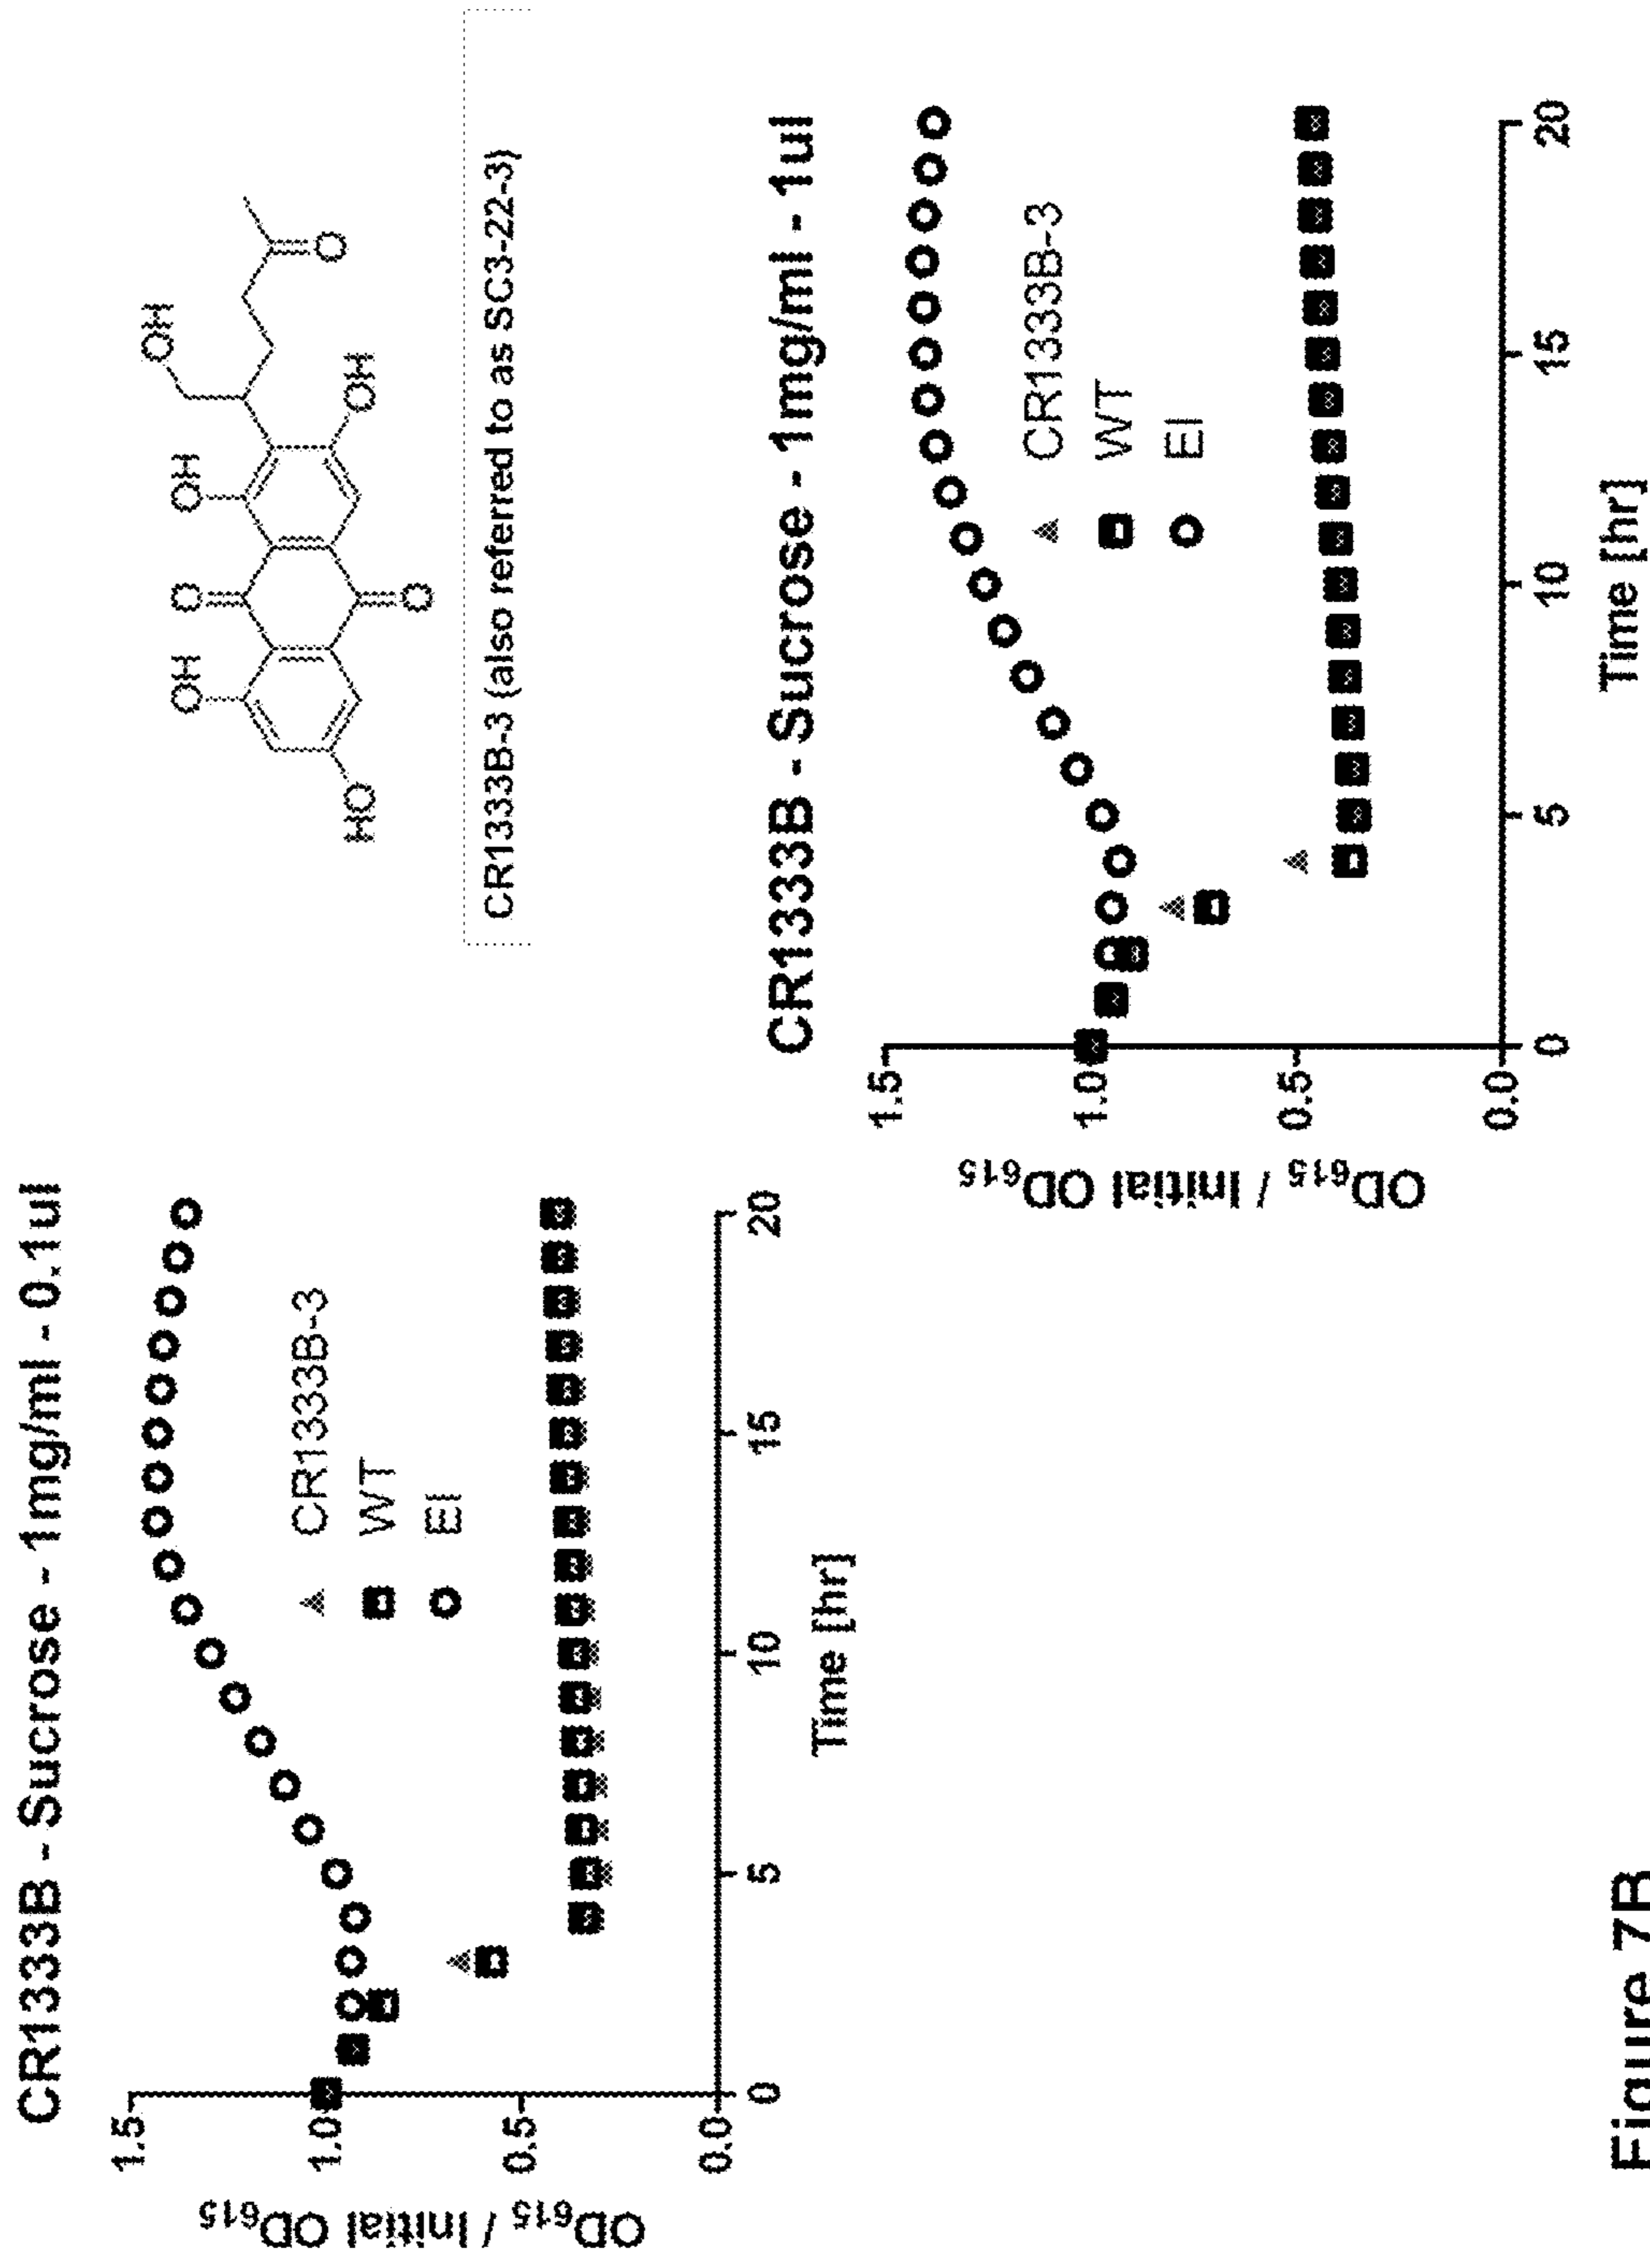 CR1333B - Sucrose - 1mg/ml - 0.1ul
OD615 / Initial OD615
1.5
1.0
0.5
0.0
0
5
10
15
20
Time [hr]
CR1333B-3
WT
EI
OH
O
OH
OH
HO
O
OH
O
CR1333B-3 (also referred to as SC3-22-3)
CR1333B - Sucrose - 1mg/ml - 1ul
OD615 / Initial OD615
1.5
1.0
0.5
0.0
0
5
10
15
20
Time [hr]
CR1333B-3
WT
EI
Figure 7B